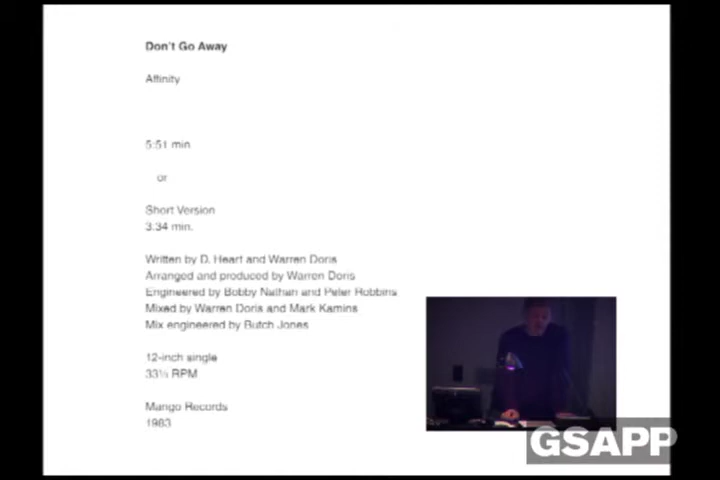 Don't Go Away
Affinity
5:51 min
or
Short Version
3.34 min.
Written by D. Heart and Warren Doris
Arranged and produced by Warren Doris
Engineered by Bobby Nathan and Peter Robbins
Mixed by Warren Doris and Mark Kamins
Mix engineered by Butch Jones
12-inch single
33⅓ RPM
Mango Records
1983
GSAPP